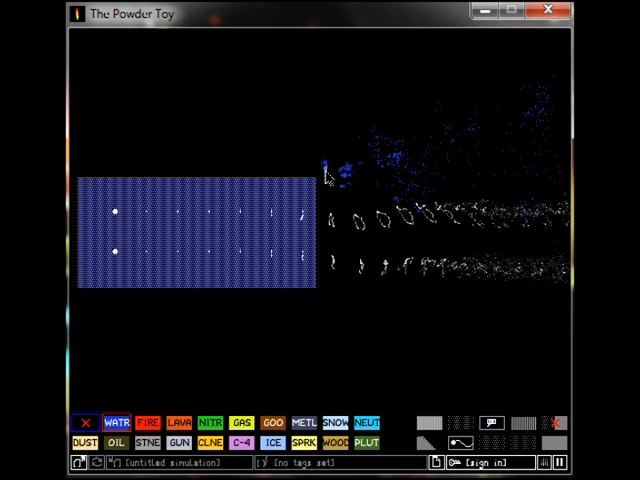 The Powder Toy
WATR FIRE LAVA NITR GAS GOO METL SNOW NEUT
DUST OIL STNE GUN CLNE C-4 ICE SPRK WOOD PLUT
[untitled simulation] [no tags set] [sign in]